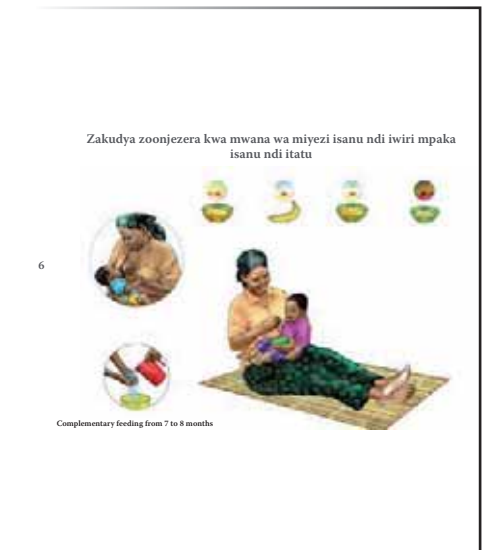 Zakudya zoonjezera kwa mwana wa miyezi isanu ndi iwiri mpaka
isanu ndi itatu
6
Complementary feeding from 7 to 8 months